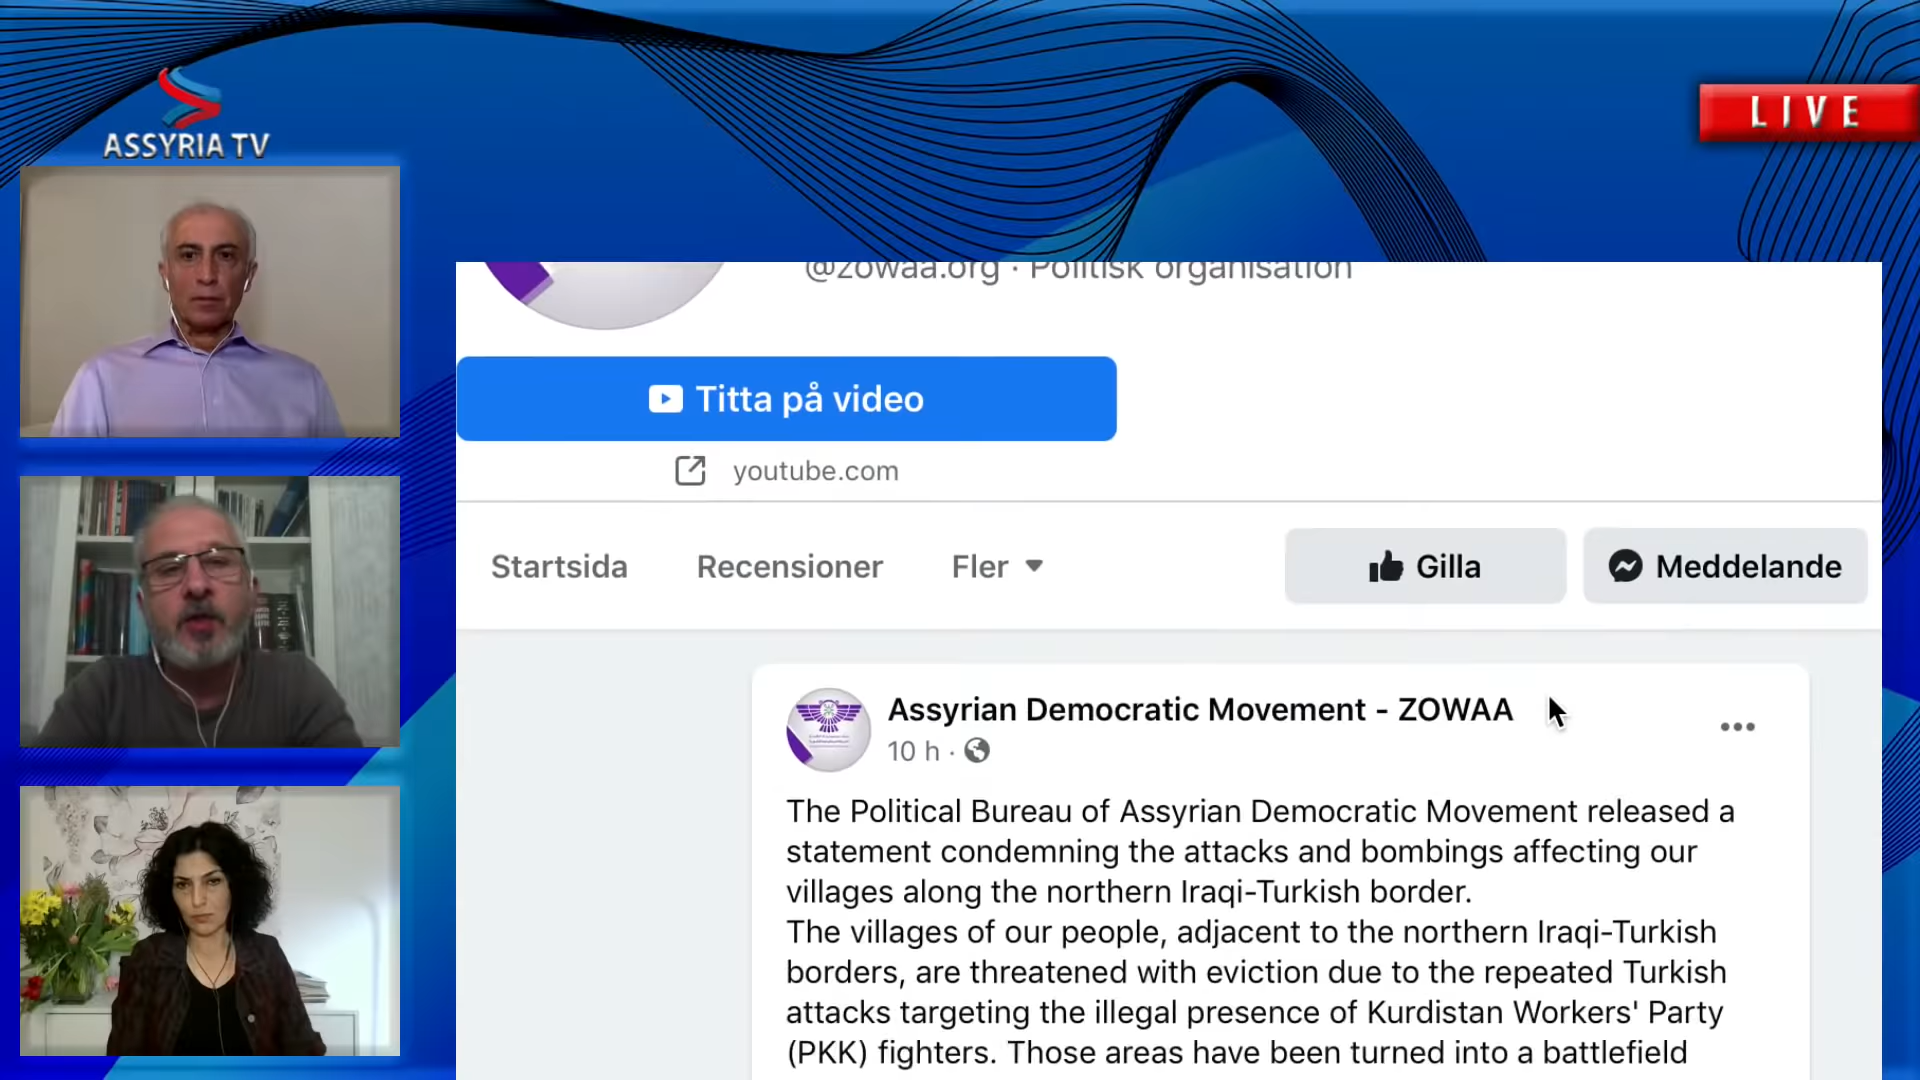 ASSYRIA TV
LIVE
@zowaa.org · Politisk organisation
Titta på video
youtube.com
Startsida
Recensioner
Fler
Gilla
Meddelande
Assyrian Democratic Movement - ZOWAA
10 h ·
The Political Bureau of Assyrian Democratic Movement released a
statement condemning the attacks and bombings affecting our
villages along the northern Iraqi-Turkish border.
The villages of our people, adjacent to the northern Iraqi-Turkish
borders, are threatened with eviction due to the repeated Turkish
attacks targeting the illegal presence of Kurdistan Workers' Party
(PKK) fighters. Those areas have been turned into a battlefield